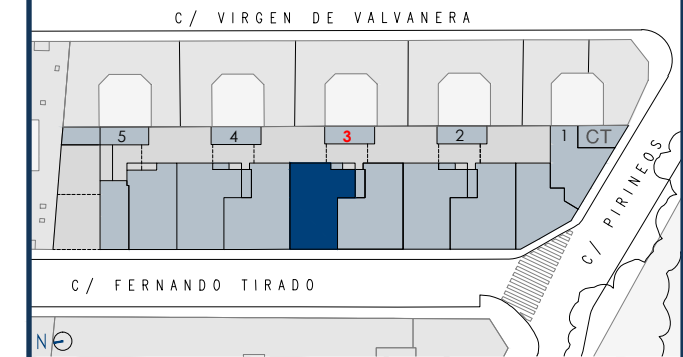 C/ VIRGEN DE VALVANERA
5 4 3 2 1 CT
C/ PIRINEOS
C/ FERNANDO TIRADO
N